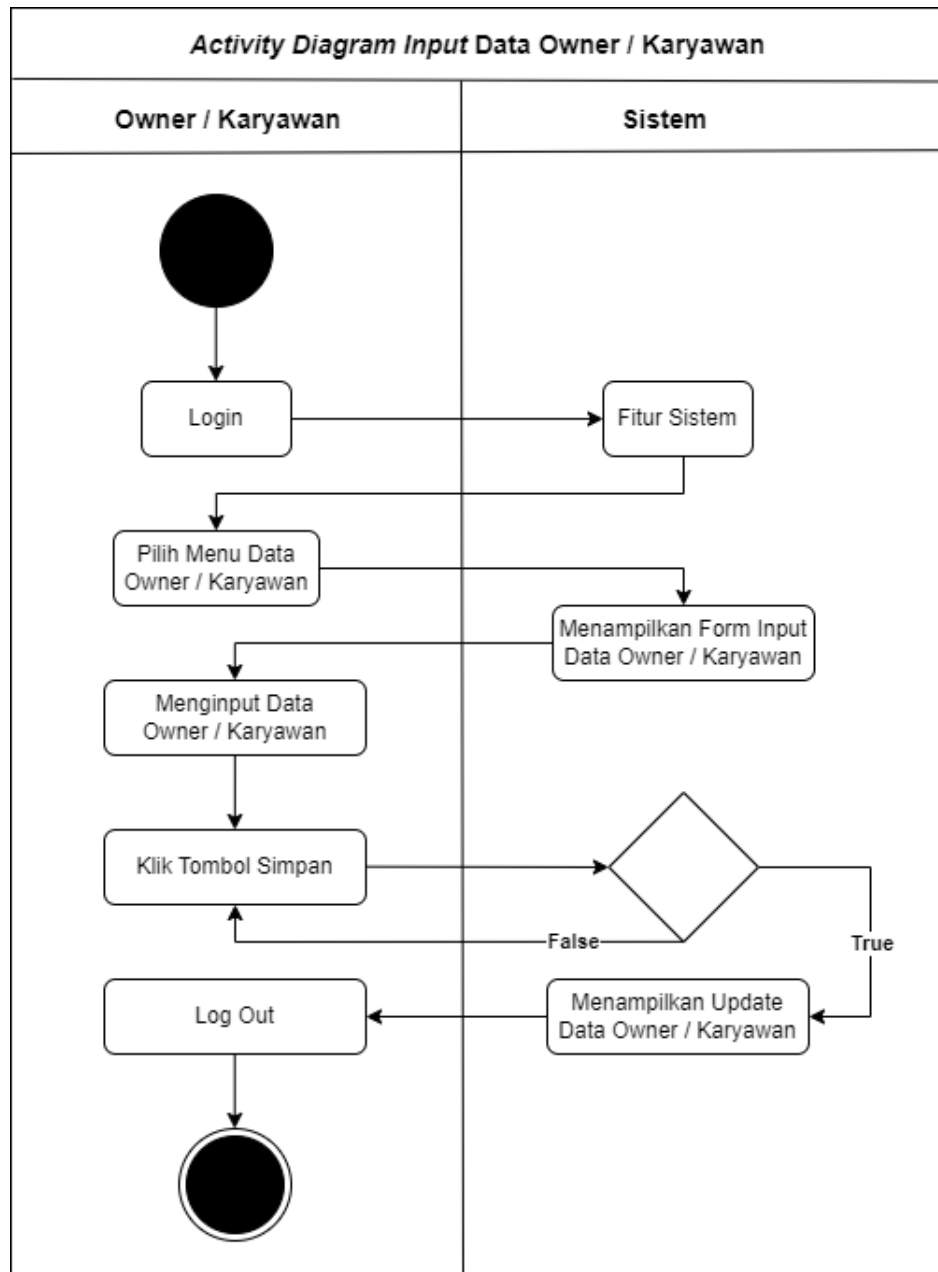 Activity Diagram Input Data Owner / Karyawan
Owner / Karyawan
Sistem
Login
Fitur Sistem
Pilih Menu Data
Owner / Karyawan
Menampilkan Form Input
Data Owner / Karyawan
Menginput Data
Owner / Karyawan
Klik Tombol Simpan
False
True
Menampilkan Update
Data Owner / Karyawan
Log Out